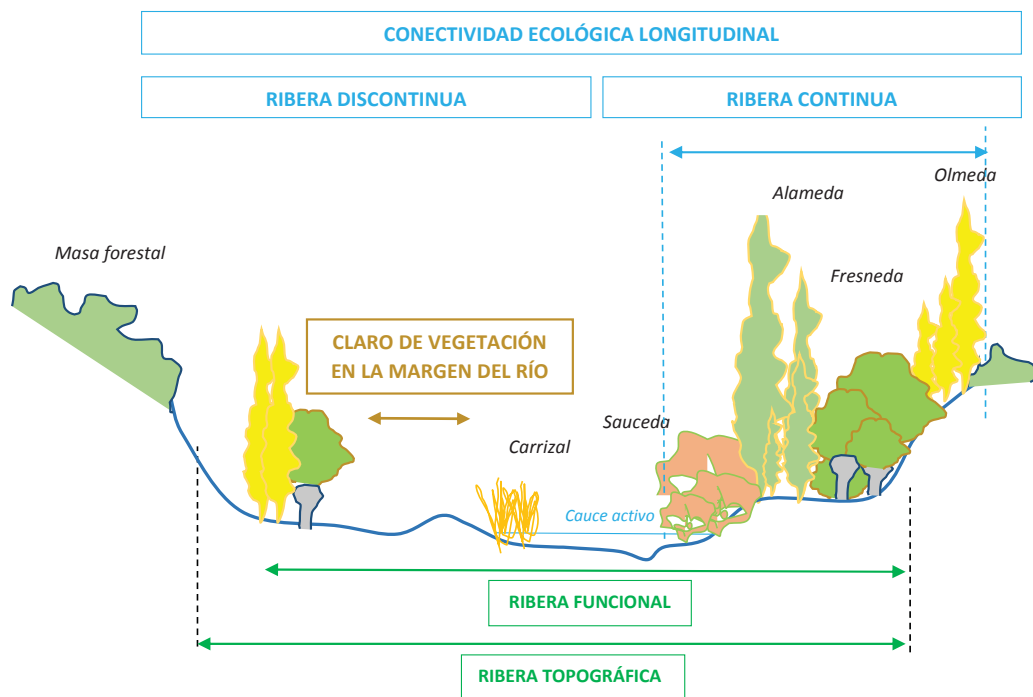 CONECTIVIDAD ECOLÓGICA LONGITUDINAL
RIBERA DISCONTINUA
RIBERA CONTINUA
Olmeda
Alameda
Masa forestal
Fresneda
CLARO DE VEGETACIÓN
EN LA MARGEN DEL RÍO
Sauceda
Carrizal
Cauce activo
RIBERA FUNCIONAL
RIBERA TOPOGRÁFICA